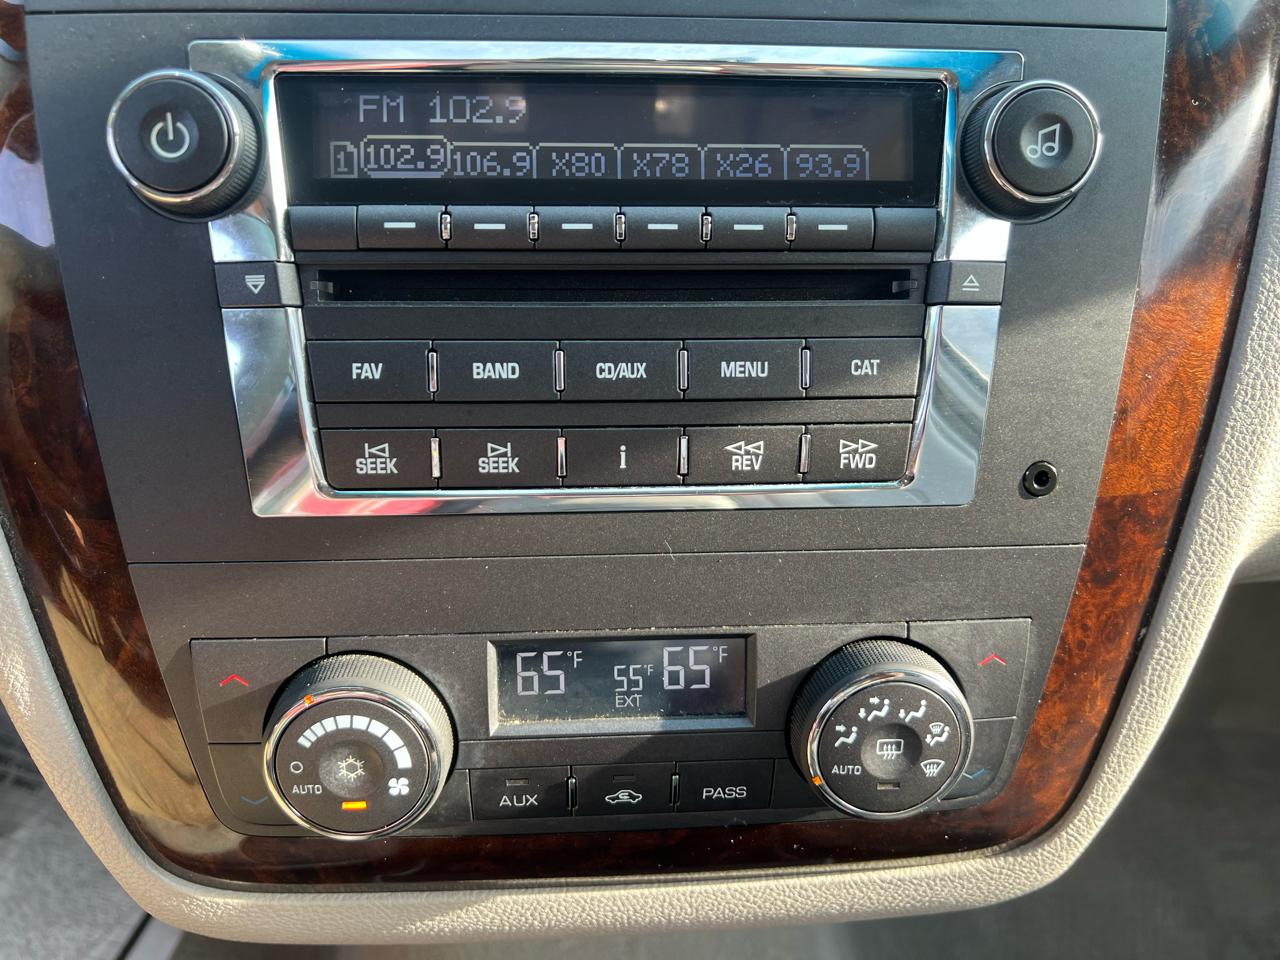 FM 102.9
1 102.9 106.9 X80 X78 X26 93.9
FAV BAND CD/AUX MENU CAT
SEEK SEEK i REV FWD
65°F 55°F 65°F
EXT
AUTO AUTO
AUX PASS